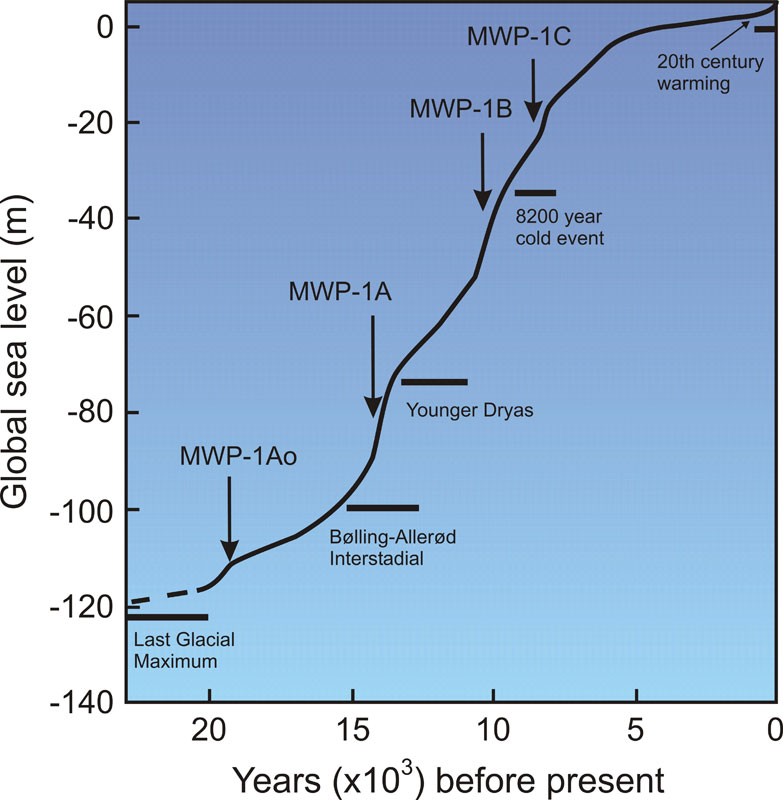 Global sea level (m)
0
-20
-40
-60
-80
-100
-120
-140
MWP-1C
20th century
warming
MWP-1B
8200 year
cold event
MWP-1A
Younger Dryas
MWP-1Ao
Bølling-Allerød
Interstadial
Last Glacial
Maximum
20
15
10
5
0
Years (x10³) before present